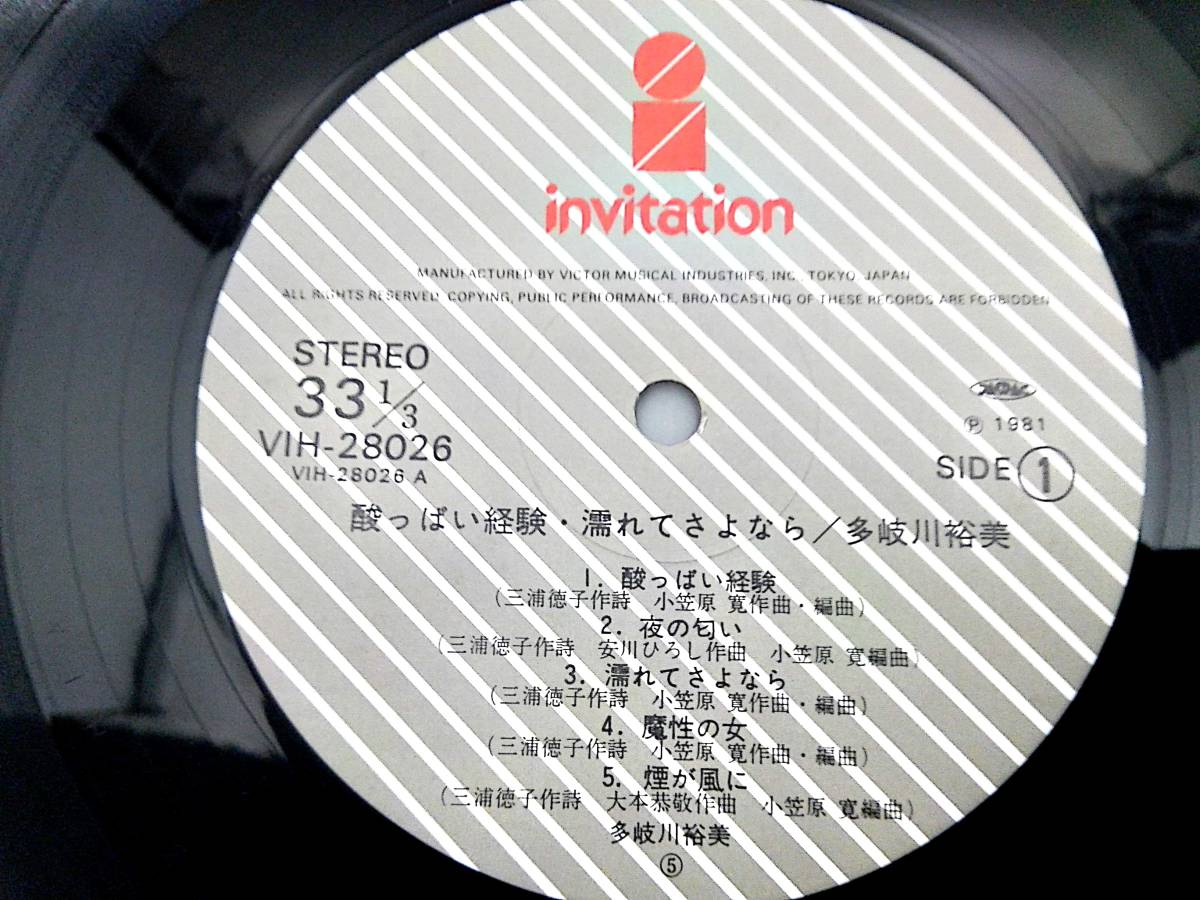 invitation
MANUFACTURED BY VICTOR MUSICAL INDUSTRIES, INC., TOKYO, JAPAN
ALL RIGHTS RESERVED. COPYING, PUBLIC PERFORMANCE, BROADCASTING OF THESE RECORDS ARE FORBIDDEN
STEREO
33 1/3
VIH-28026
VIH-28026 A
Ⓟ 1981
SIDE 1
酸っぱい経験・濡れてさよなら／多岐川裕美
1. 酸っぱい経験
(三浦徳子作詩 小笠原 寛作曲・編曲)
2. 夜の匂い
(三浦徳子作詩 安川ひろし作曲 小笠原 寛編曲)
3. 濡れてさよなら
(三浦徳子作詩 小笠原 寛作曲・編曲)
4. 魔性の女
(三浦徳子作詩 小笠原 寛作曲・編曲)
5. 煙が風に
(三浦徳子作詩 大本恭敬作曲 小笠原 寛編曲)
多岐川裕美
⑤